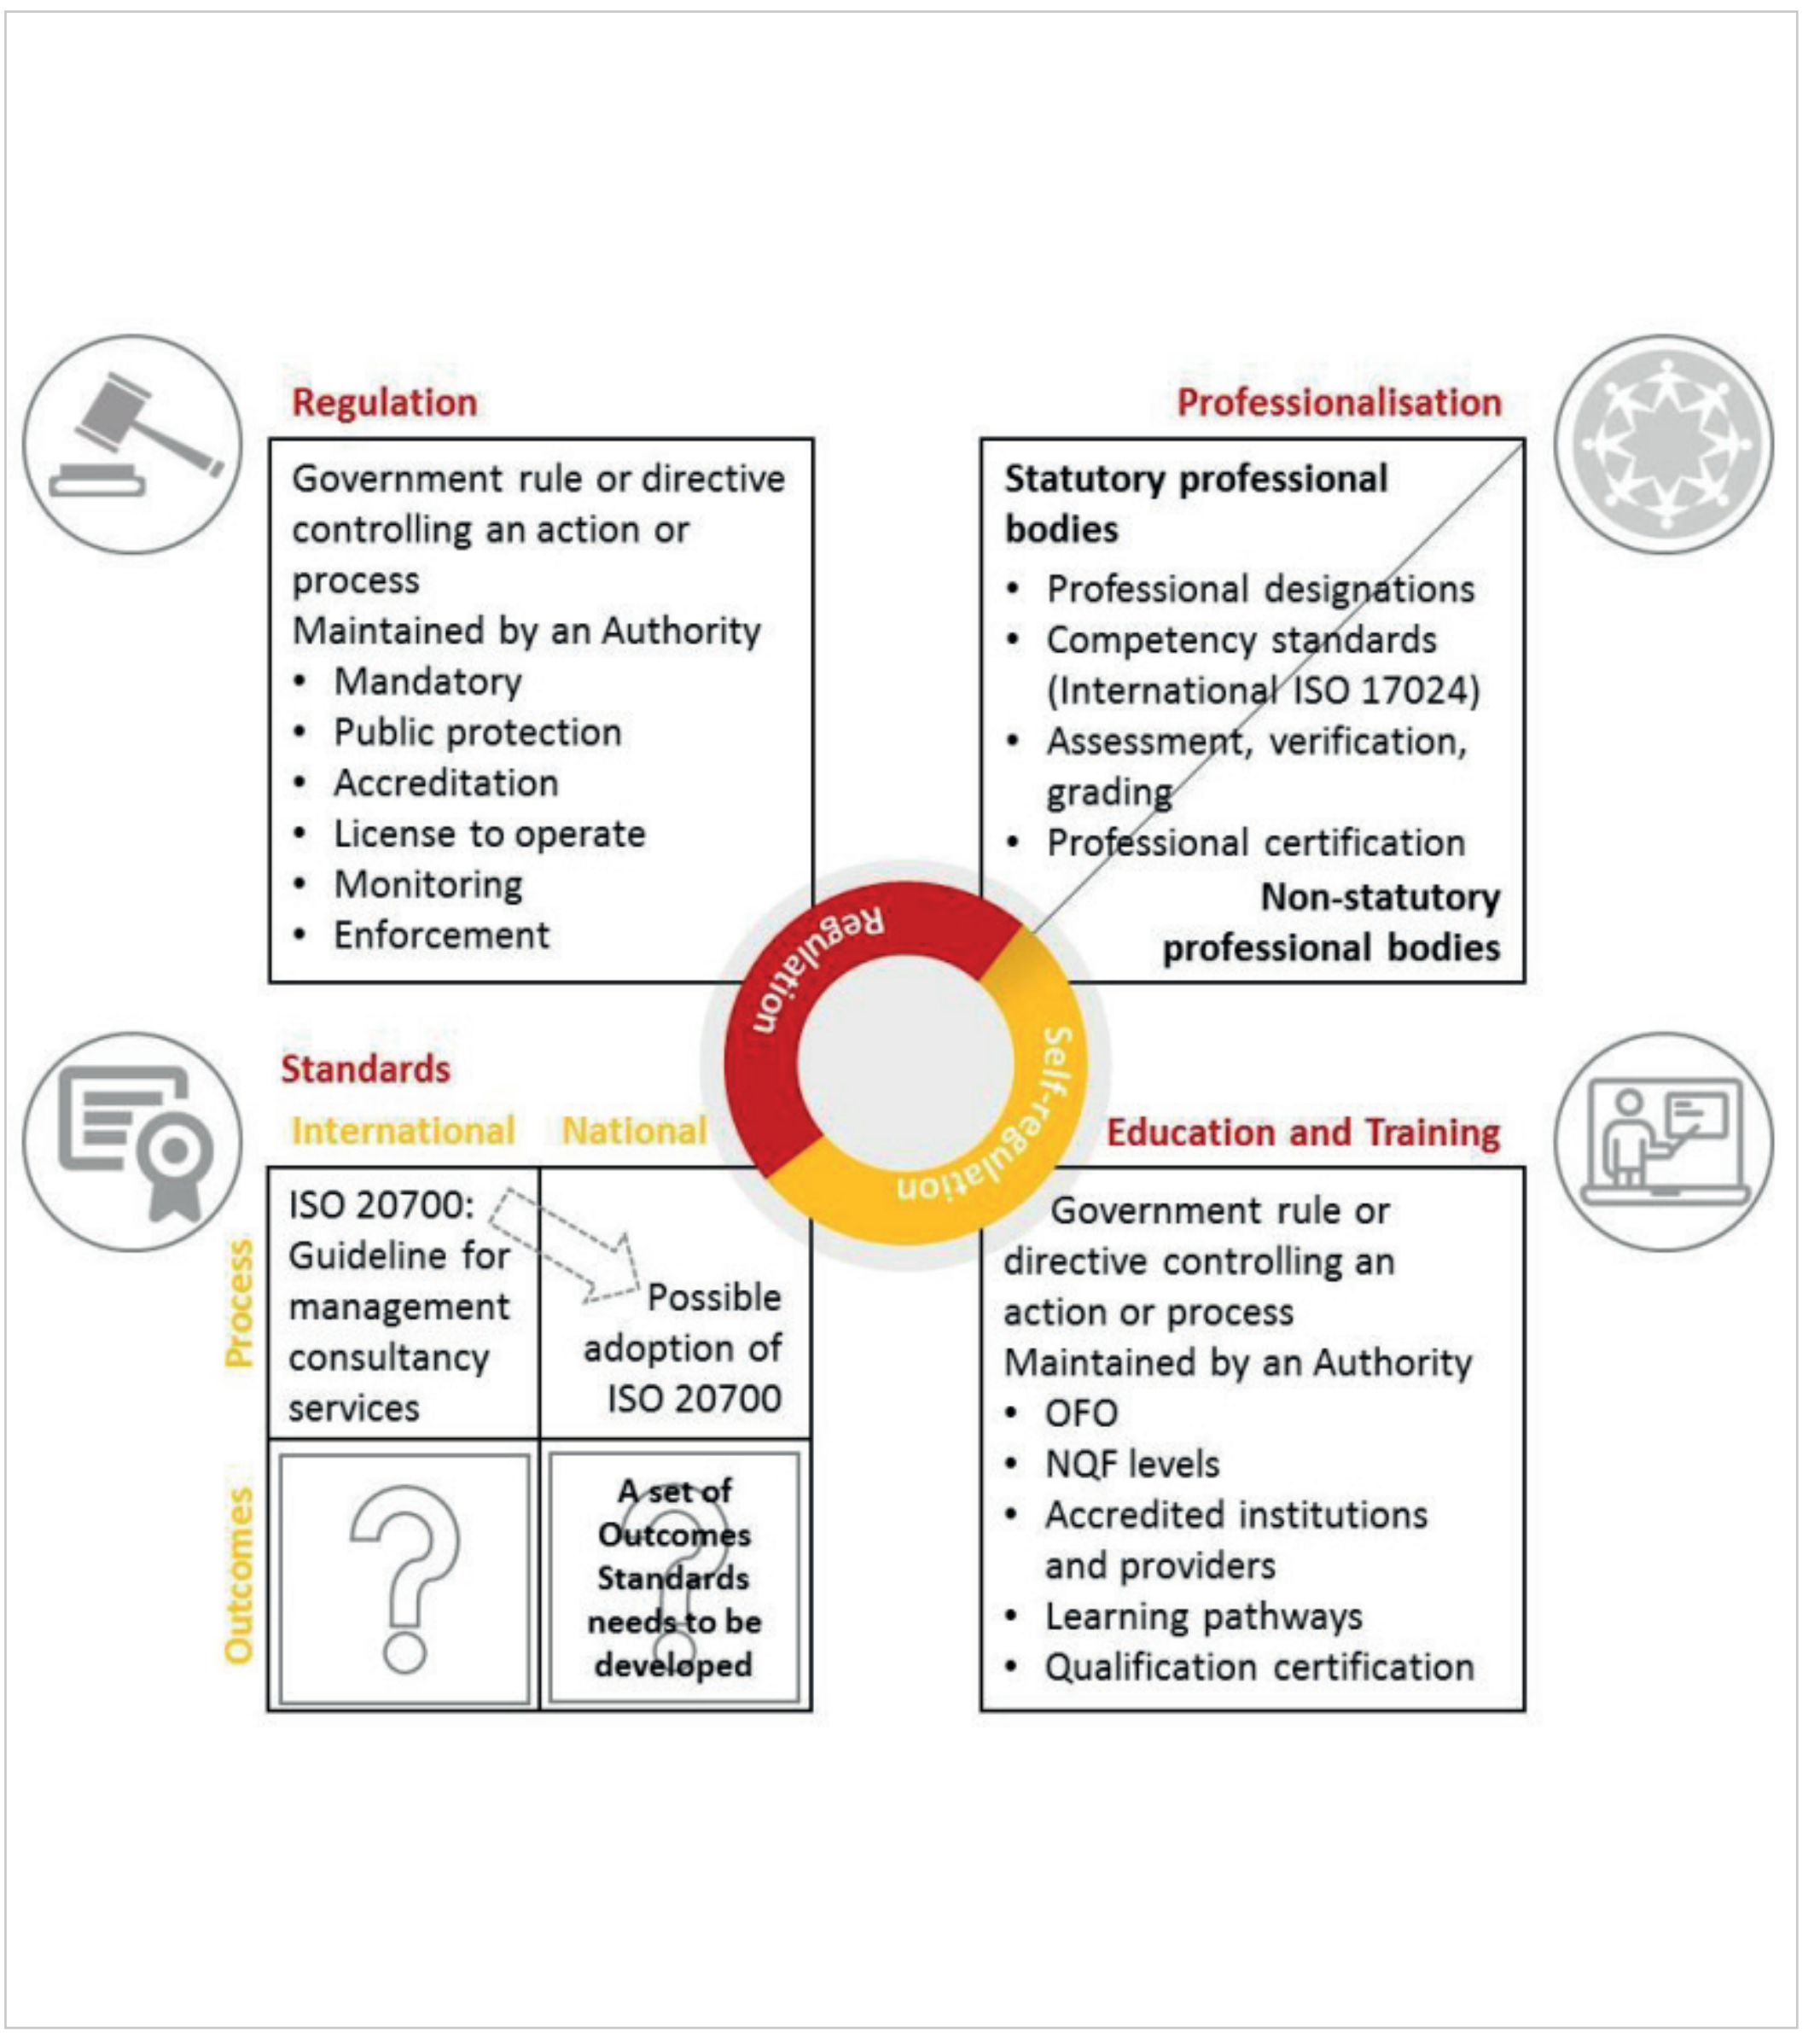 Regulation
Government rule or directive
controlling an action or
process
Maintained by an Authority
• Mandatory
• Public protection
• Accreditation
• License to operate
• Monitoring
• Enforcement
Professionalisation
Statutory professional
bodies
• Professional designations
• Competency standards
(International ISO 17024)
• Assessment, verification,
grading
• Professional certification
Non-statutory
professional bodies
Regulation
Self-regulation
Standards
International
National
Process
ISO 20700:
Guideline for
management
consultancy
services
Possible
adoption of
ISO 20700
Outcomes
?
?
A set of
Outcomes
Standards
needs to be
developed
Education and Training
Government rule or
directive controlling an
action or process
Maintained by an Authority
• OFO
• NQF levels
• Accredited institutions
and providers
• Learning pathways
• Qualification certification